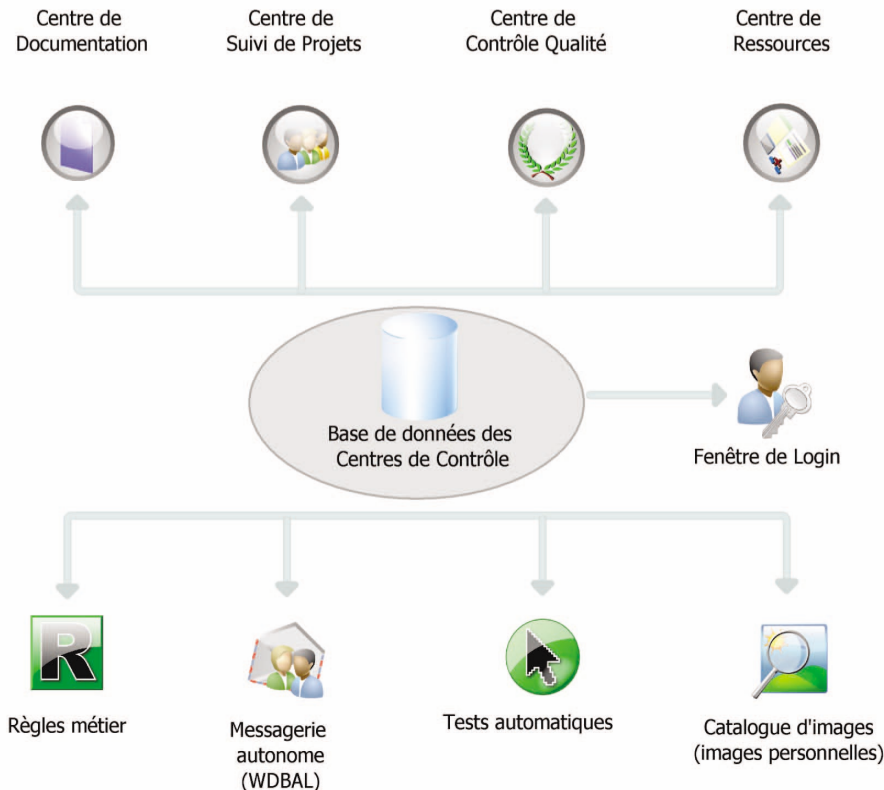 Centre de
Documentation
Centre de
Suivi de Projets
Centre de
Contrôle Qualité
Centre de
Ressources
Base de données des
Centres de Contrôle
Fenêtre de Login
R
Règles métier
Messagerie
autonome
(WDBAL)
Tests automatiques
Catalogue d'images
(images personnelles)